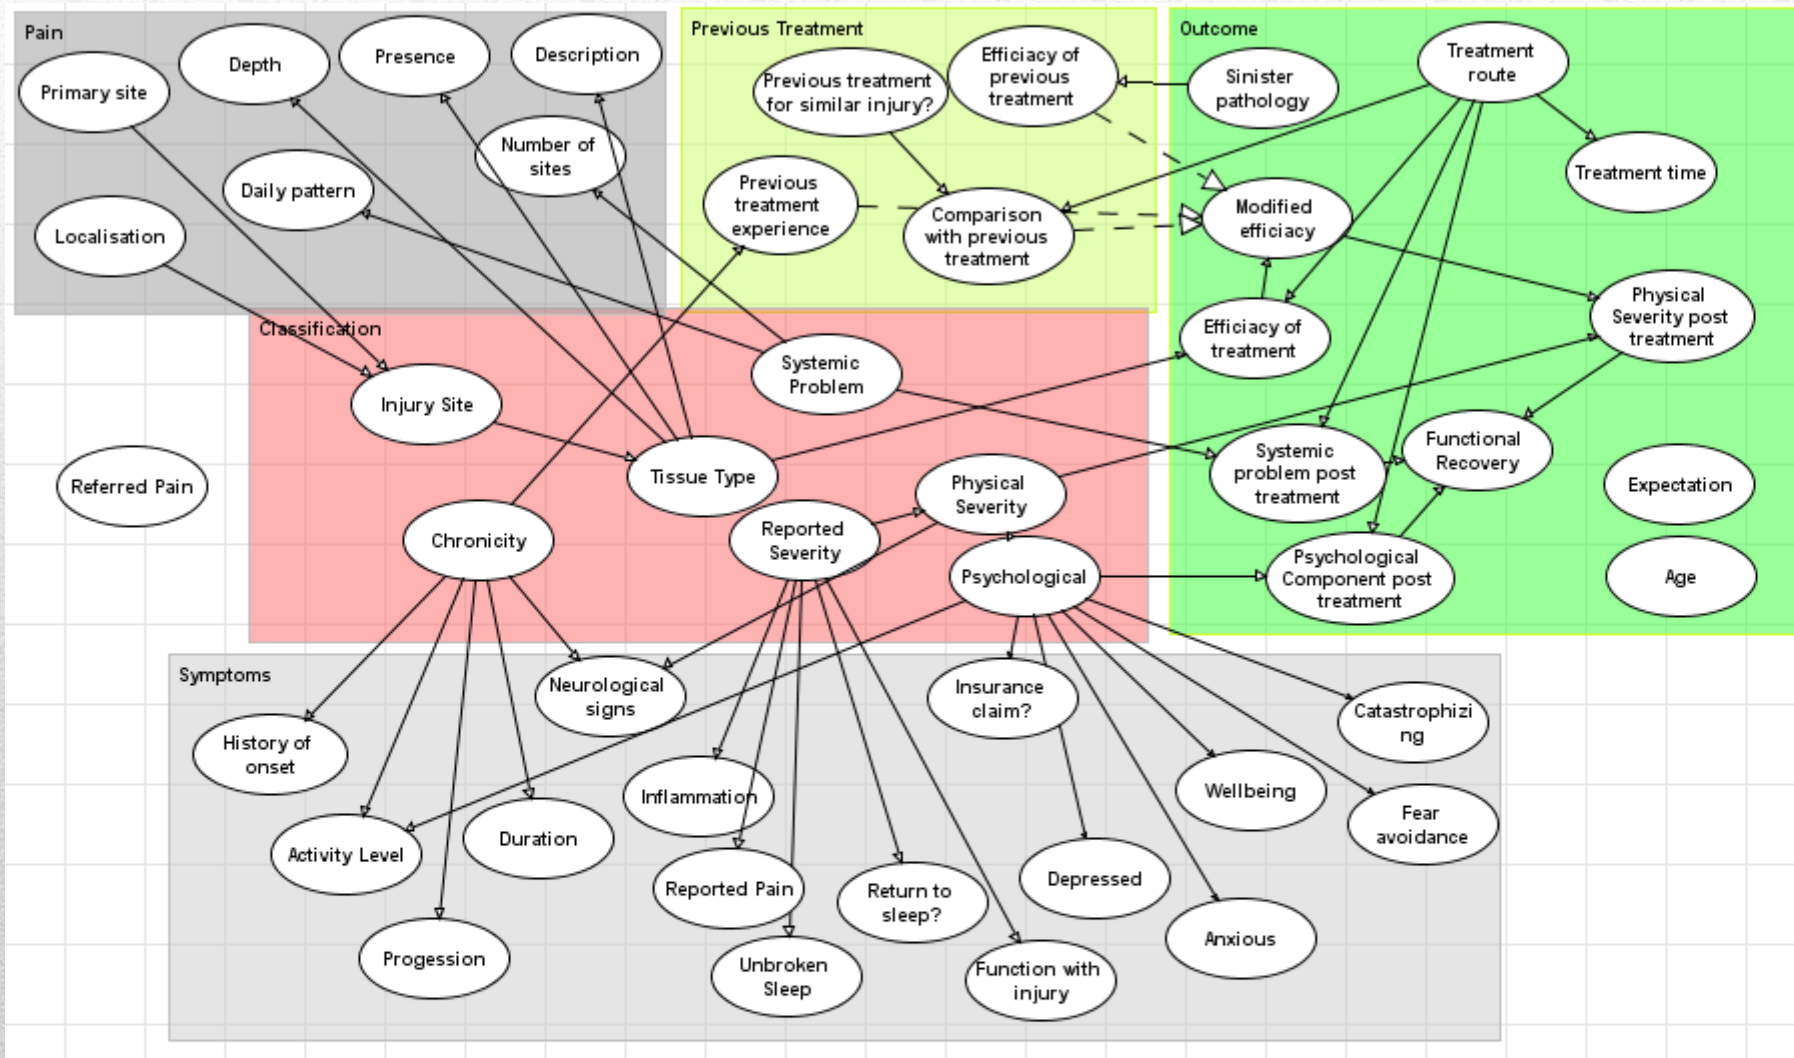 Pain
Primary site
Depth
Presence
Description
Number of
sites
Daily pattern
Localisation
Previous Treatment
Previous treatment
for similar injury?
Efficiacy of
previous
treatment
Previous
treatment
experience
Comparison
with previous
treatment
Outcome
Sinister
pathology
Treatment
route
Treatment time
Modified
efficiacy
Efficiacy of
treatment
Physical
Severity post
treatment
Systemic
problem post
treatment
Functional
Recovery
Expectation
Psychological
Component post
treatment
Age
Classification
Injury Site
Systemic
Problem
Tissue Type
Physical
Severity
Chronicity
Reported
Severity
Psychological
Referred Pain
Symptoms
History of
onset
Neurological
signs
Insurance
claim?
Catastrophizi
ng
Activity Level
Duration
Inflammation
Wellbeing
Fear
avoidance
Reported Pain
Return to
sleep?
Depressed
Progession
Unbroken
Sleep
Function with
injury
Anxious